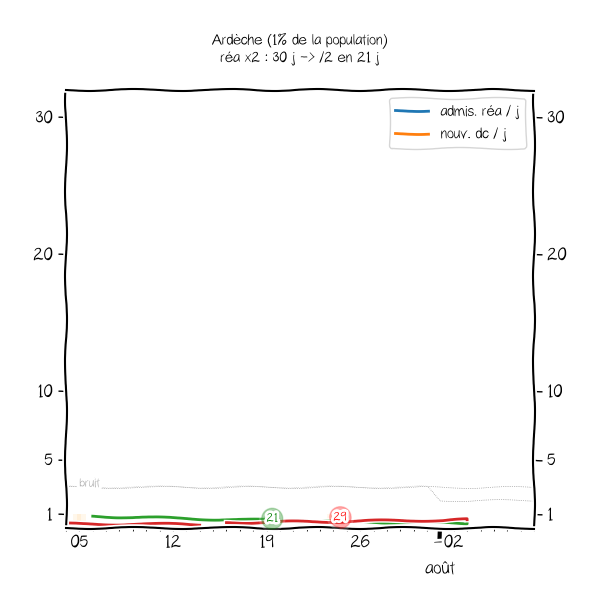 Ardèche (1% de la population)
réa x2 : 30 j -> /2 en 21 j
admis. réa / j
nouv. dc / j
30
30
20
20
10
10
5
5
bruit
1
1
21
29
05 12 19 26 02
août